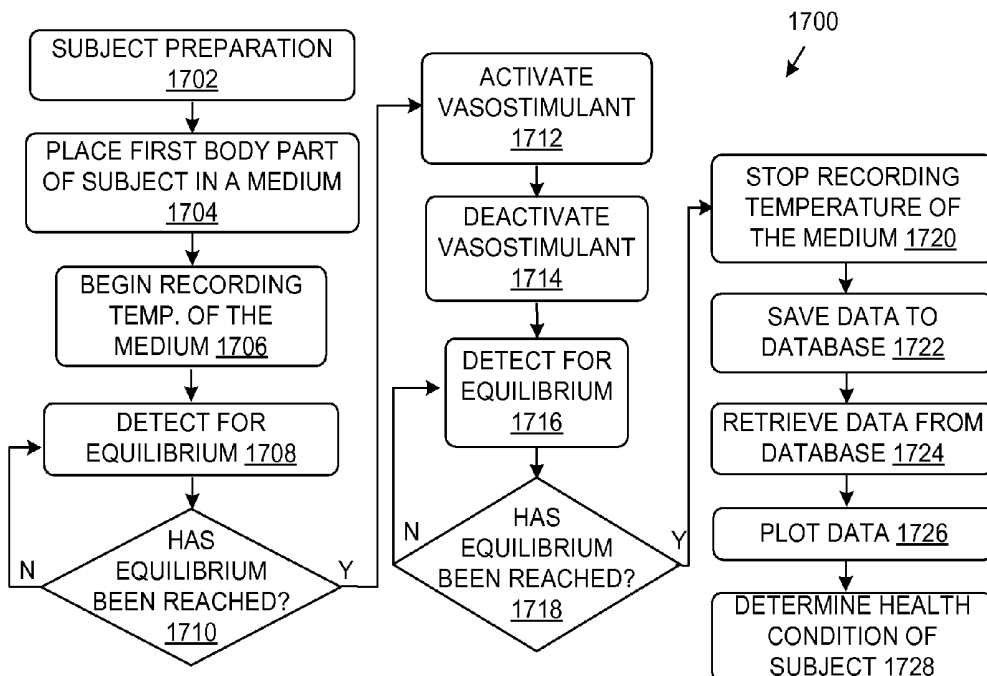 1700
SUBJECT PREPARATION
1702
PLACE FIRST BODY PART
OF SUBJECT IN A MEDIUM
1704
BEGIN RECORDING
TEMP. OF THE
MEDIUM 1706
DETECT FOR
EQUILIBRIUM 1708
HAS
EQUILIBRIUM
BEEN REACHED?
1710
N
Y
ACTIVATE
VASOSTIMULANT
1712
DEACTIVATE
VASOSTIMULANT
1714
DETECT FOR
EQUILIBRIUM
1716
HAS
EQUILIBRIUM
BEEN REACHED?
1718
N
Y
STOP RECORDING
TEMPERATURE OF
THE MEDIUM 1720
SAVE DATA TO
DATABASE 1722
RETRIEVE DATA FROM
DATABASE 1724
PLOT DATA 1726
DETERMINE HEALTH
CONDITION OF
SUBJECT 1728